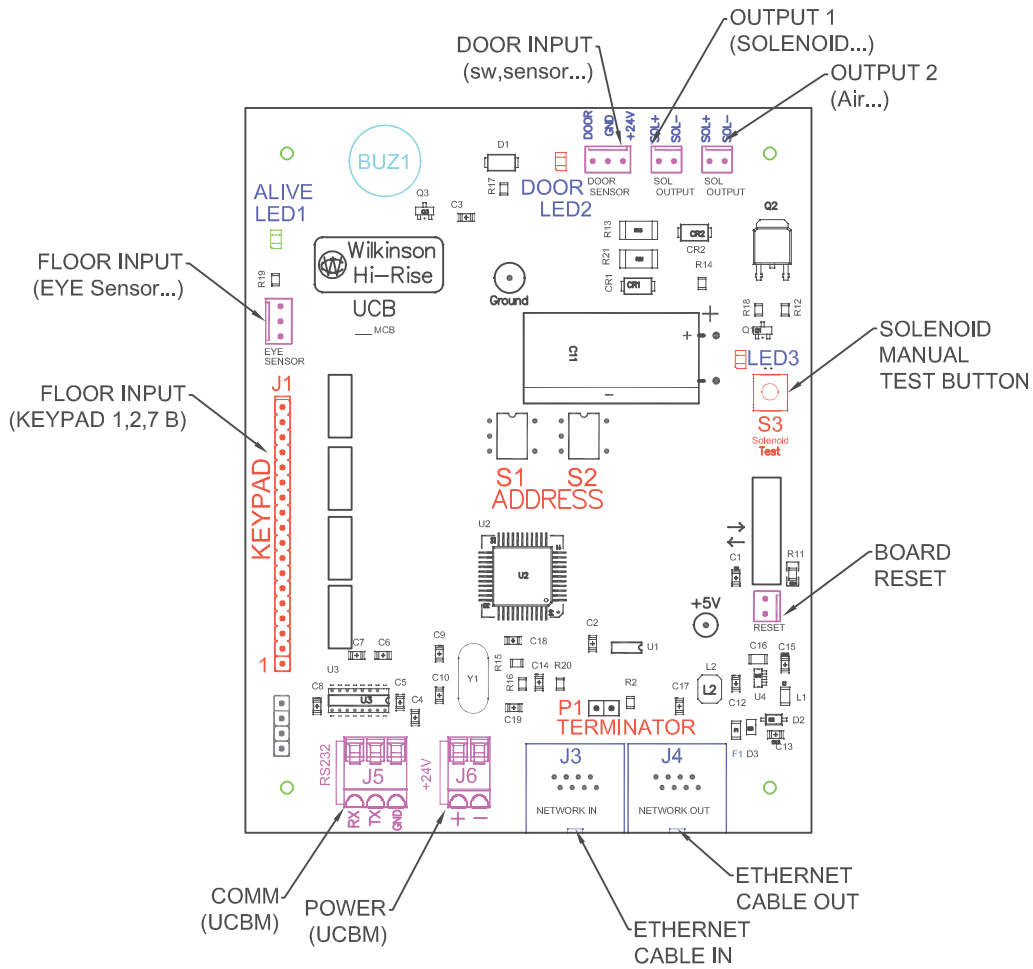 OUTPUT 1
(SOLENOID...)
DOOR INPUT
(sw,sensor...)
OUTPUT 2
(Air...)
DOOR
GND
+24V
SOL+
SOL-
SOL+
SOL-
BUZ1
D1
R17
DOOR
LED2
DOOR
SENSOR
SOL
OUTPUT
SOL
OUTPUT
ALIVE
LED1
Q3
C3
R13
R21
CR1
CR1
CR2
CR2
R14
Q2
R19
Wilkinson
Hi-Rise
UCB
MCB
Ground
FLOOR INPUT
(EYE Sensor...)
EYE
SENSOR
C11
+
+
-
R18
R12
Q1
LED3
SOLENOID
MANUAL
TEST BUTTON
S3
Solenoid
Test
FLOOR INPUT
(KEYPAD 1,2,7 B)
J1
KEYPAD
1
S1
S2
ADDRESS
U2
U2
C1
R11
BOARD
RESET
RESET
+5V
C2
U1
C18
C7
C6
C9
R15
U3
U3
C8
C5
C4
C10
Y1
R16
C14
R20
C19
P1
TERMINATOR
R2
C17
L2
L2
C12
C16
U4
C15
L1
D2
C13
F1
D3
RS232
J5
RX
TX
GND
+24V
J6
+
-
J3
NETWORK IN
J4
NETWORK OUT
COMM
(UCBM)
POWER
(UCBM)
ETHERNET
CABLE IN
ETHERNET
CABLE OUT